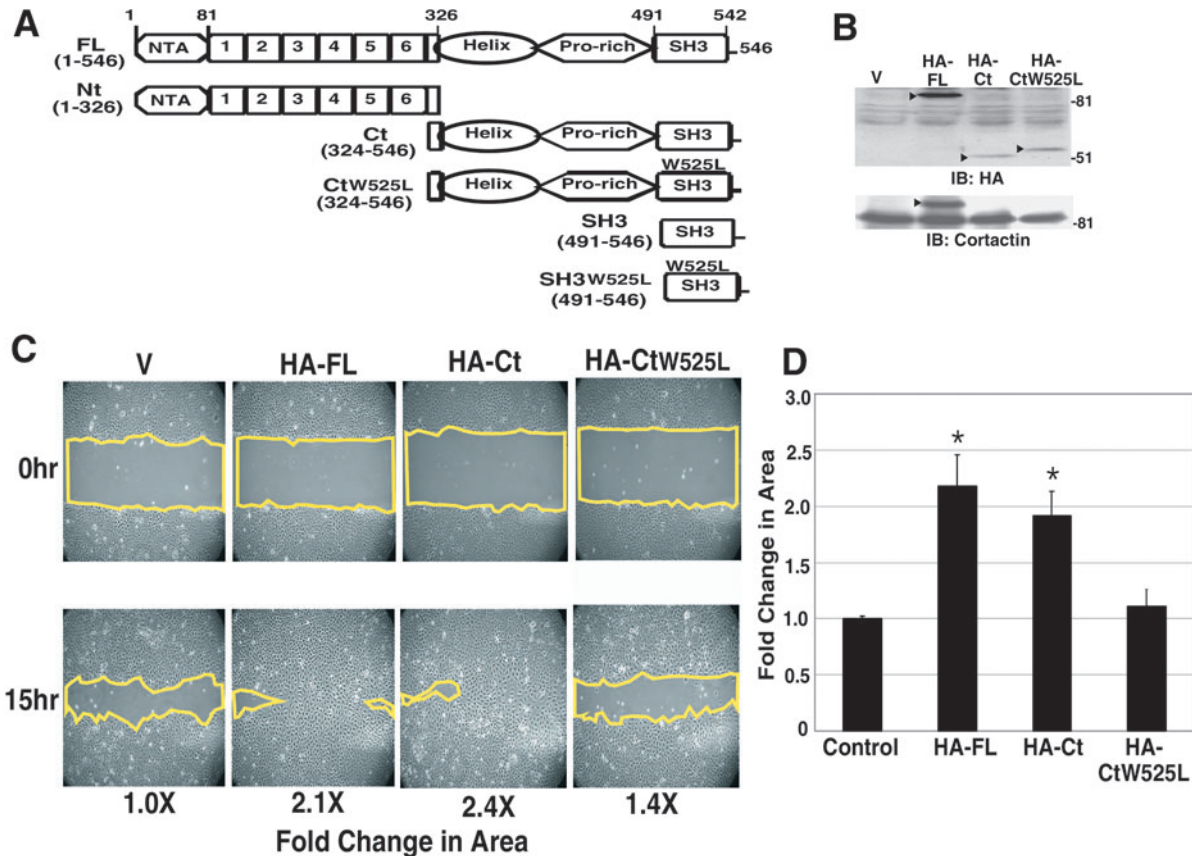 A
1 81 326 491 542
FL
(1-546)
NTA 1 2 3 4 5 6 Helix Pro-rich SH3 546
Nt
(1-326)
NTA 1 2 3 4 5 6
Ct
(324-546)
Helix Pro-rich SH3
CtW525L
(324-546)
Helix Pro-rich W525L SH3
SH3
(491-546)
SH3
SH3W525L
(491-546)
W525L
SH3
B
V HA-FL HA-Ct HA-CtW525L
-81
-51
IB: HA
-81
IB: Cortactin
C
V HA-FL HA-Ct HA-CtW525L
0hr
15hr
1.0X 2.1X 2.4X 1.4X
Fold Change in Area
D
Fold Change in Area
3.0
2.5
2.0
1.5
1.0
0.5
0
* *
Control HA-FL HA-Ct HA-CtW525L